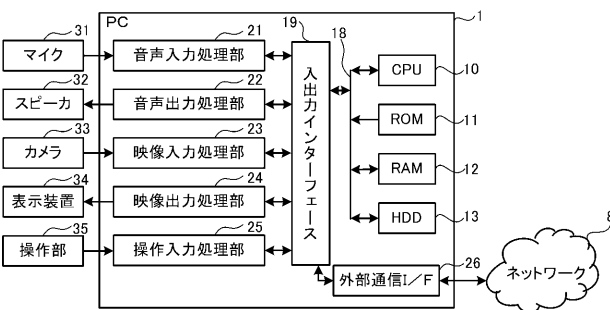 PC
1
31
マイク
21
音声入力処理部
32
スピーカ
22
音声出力処理部
33
カメラ
23
映像入力処理部
34
表示装置
24
映像出力処理部
35
操作部
25
操作入力処理部
19
入出力インターフェース
18
CPU
10
ROM
11
RAM
12
HDD
13
外部通信I/F
26
ネットワーク
8